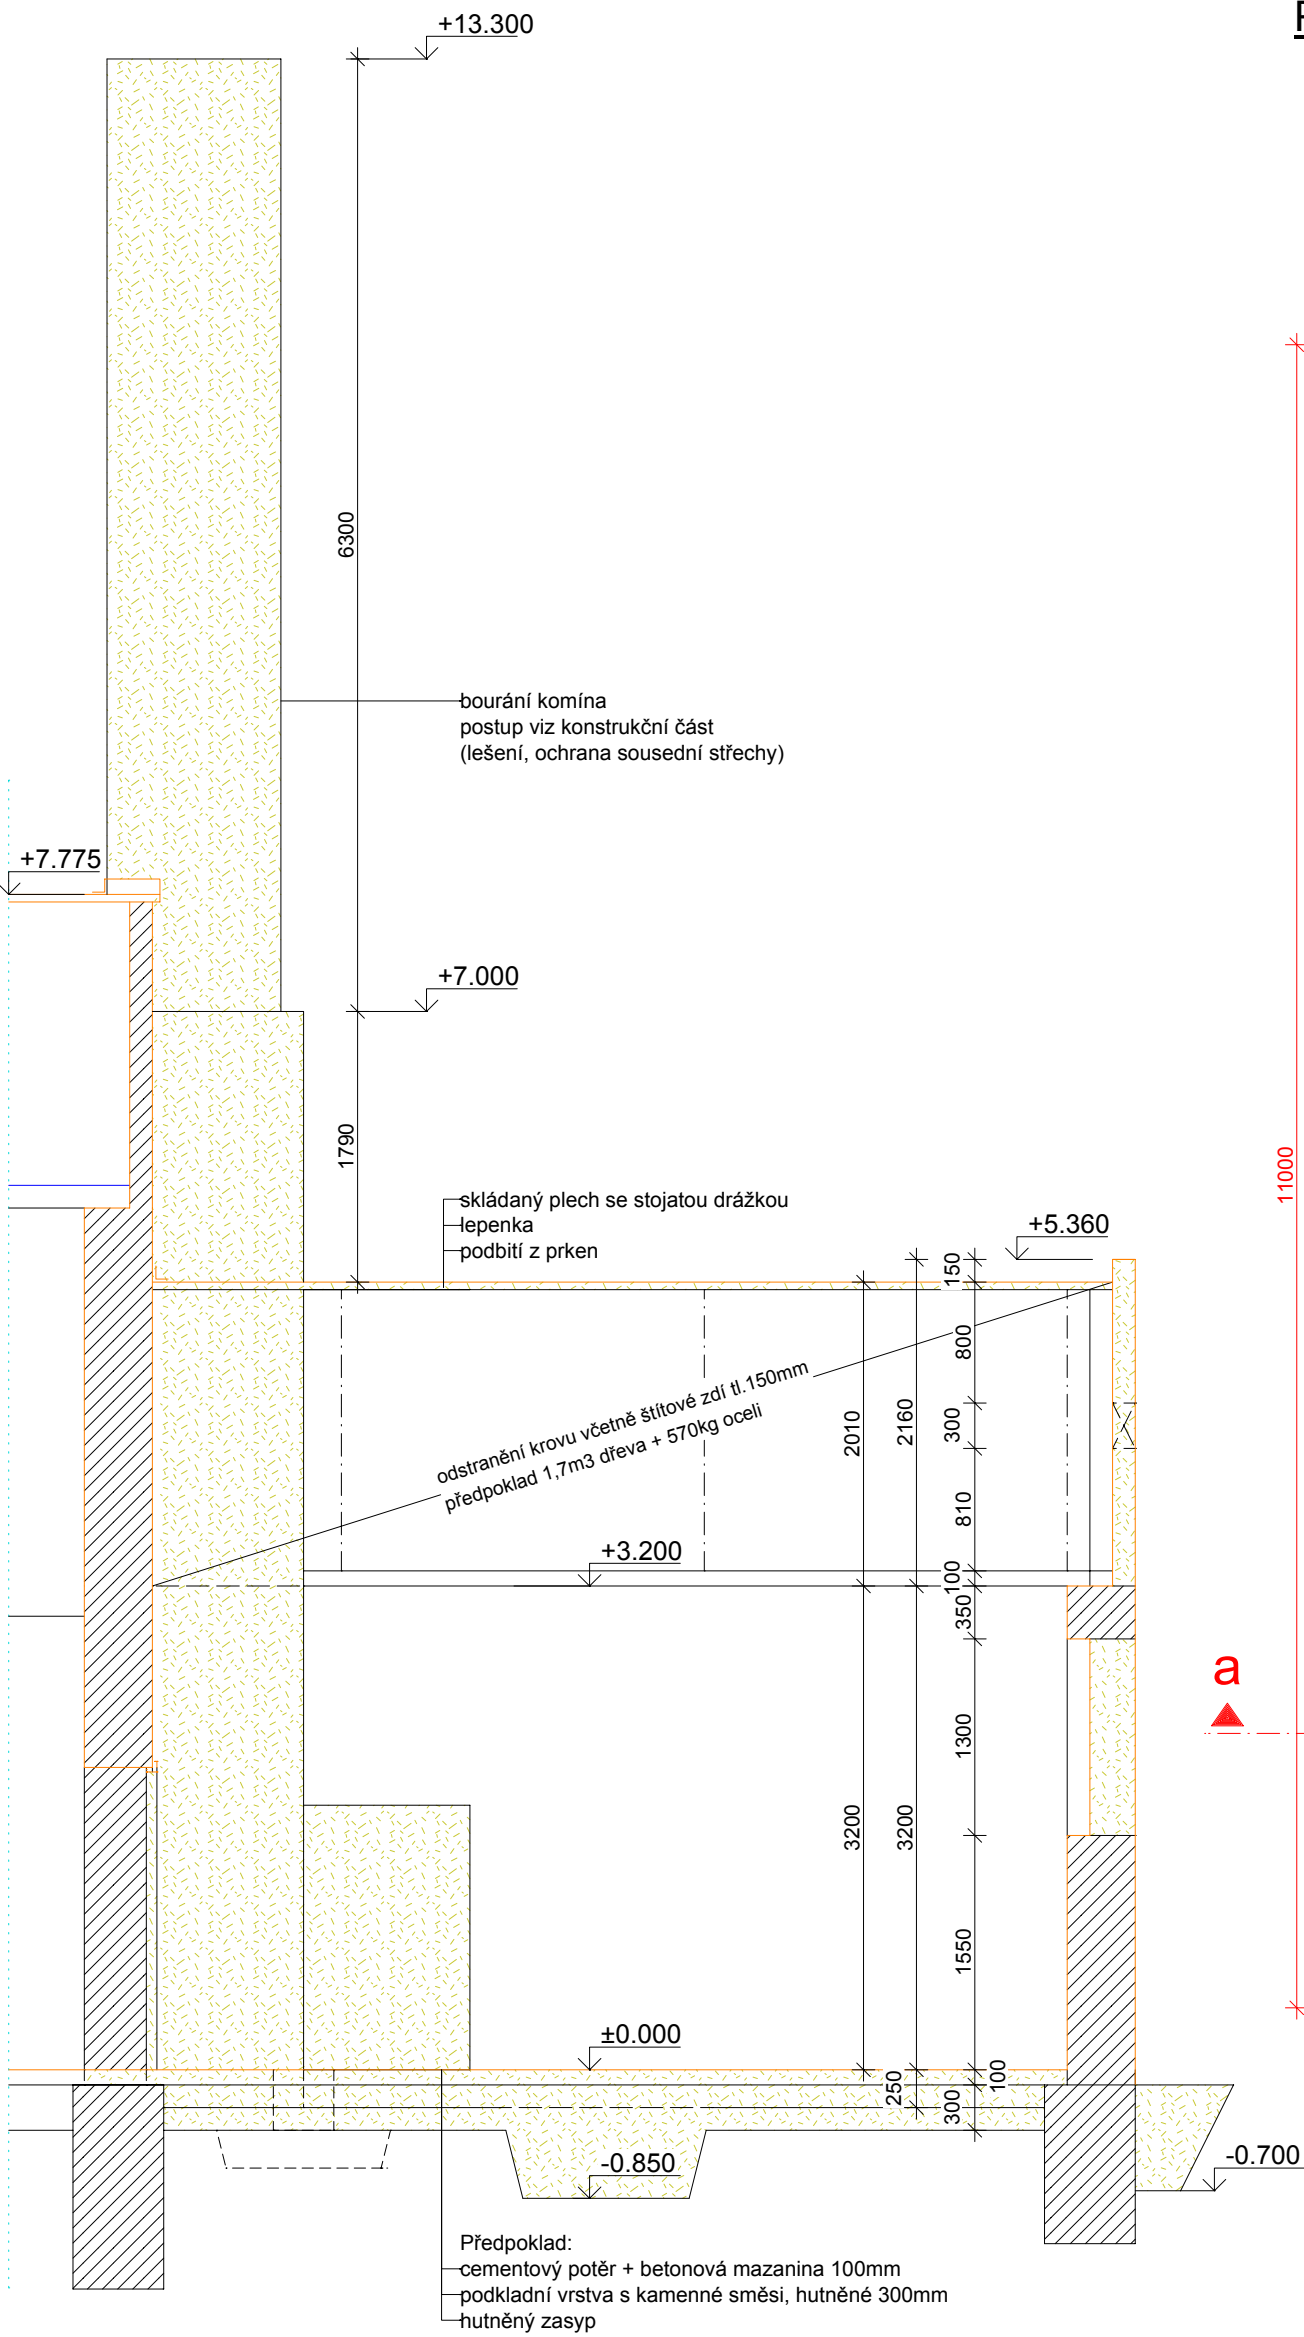 +13.300
6300
bourání komína
postup viz konstrukční část
(lešení, ochrana sousední střechy)
+7.775
+7.000
1790
11000
skládaný plech se stojatou drážkou
lepenka
podbití z prken
+5.360
150
800
300
810
100
350
1300
1550
100
300
2010
2160
odstranění krovu včetně štítové zdí tl.150mm
předpoklad 1,7m3 dřeva + 570kg oceli
+3.200
a
3200
3200
±0.000
250
-0.850
-0.700
Předpoklad:
cementový potěr + betonová mazanina 100mm
podkladní vrstva s kamenné směsi, hutněné 300mm
hutněný zasyp